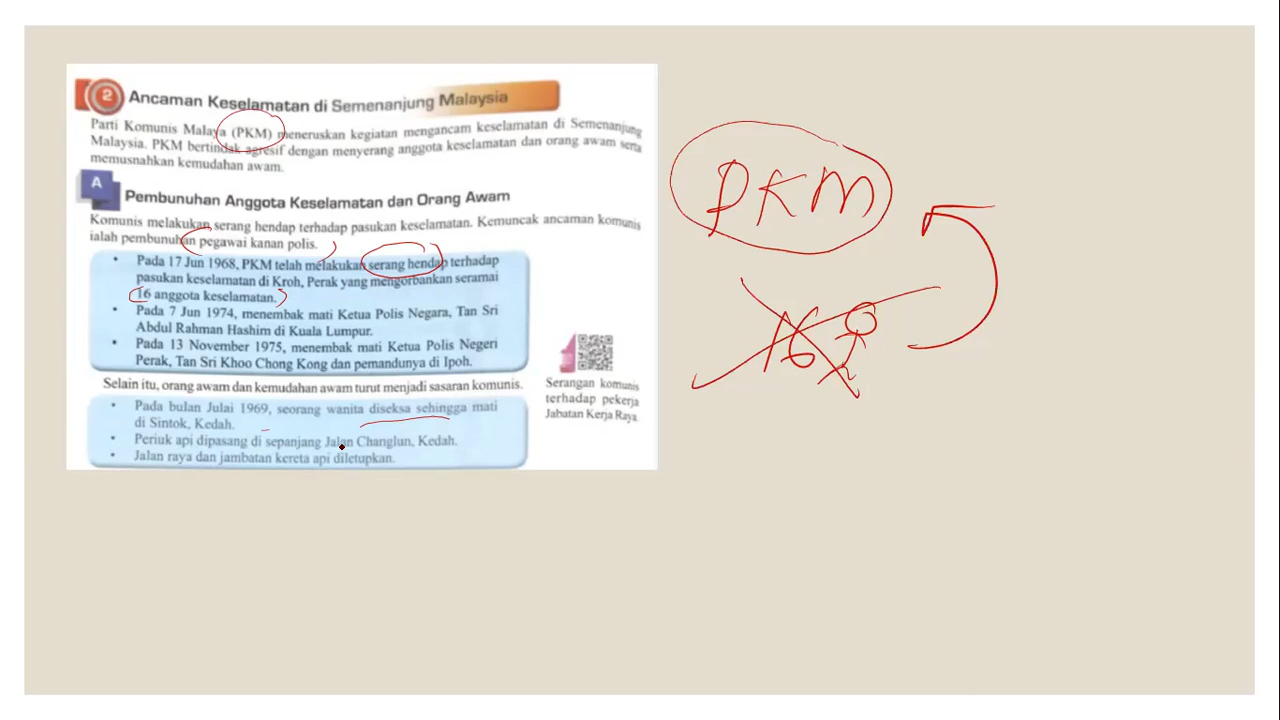 2 Ancaman Keselamatan di Semenanjung Malaysia
Parti Komunis Malaya (PKM) meneruskan kegiatan mengancam keselamatan di Semenanjung
Malaysia. PKM bertindak agresif dengan menyerang anggota keselamatan dan orang awam serta
memusnahkan kemudahan awam.
A Pembunuhan Anggota Keselamatan dan Orang Awam
Komunis melakukan serang hendap terhadap pasukan keselamatan. Kemuncak ancaman komunis
ialah pembunuhan pegawai kanan polis.
• Pada 17 Jun 1968, PKM telah melakukan serang hendap terhadap
pasukan keselamatan di Kroh, Perak yang mengorbankan seramai
16 anggota keselamatan.
• Pada 7 Jun 1974, menembak mati Ketua Polis Negara, Tan Sri
Abdul Rahman Hashim di Kuala Lumpur.
• Pada 13 November 1975, menembak mati Ketua Polis Negeri
Perak, Tan Sri Khoo Chong Kong dan pemandunya di Ipoh.
Selain itu, orang awam dan kemudahan awam turut menjadi sasaran komunis.
• Pada bulan Julai 1969, seorang wanita diseksa sehingga mati
di Sintok, Kedah.
• Periuk api dipasang di sepanjang Jalan Changlun, Kedah.
• Jalan raya dan jambatan kereta api diletupkan.
Serangan komunis
terhadap pekerja
Jabatan Kerja Raya.
PKM
16